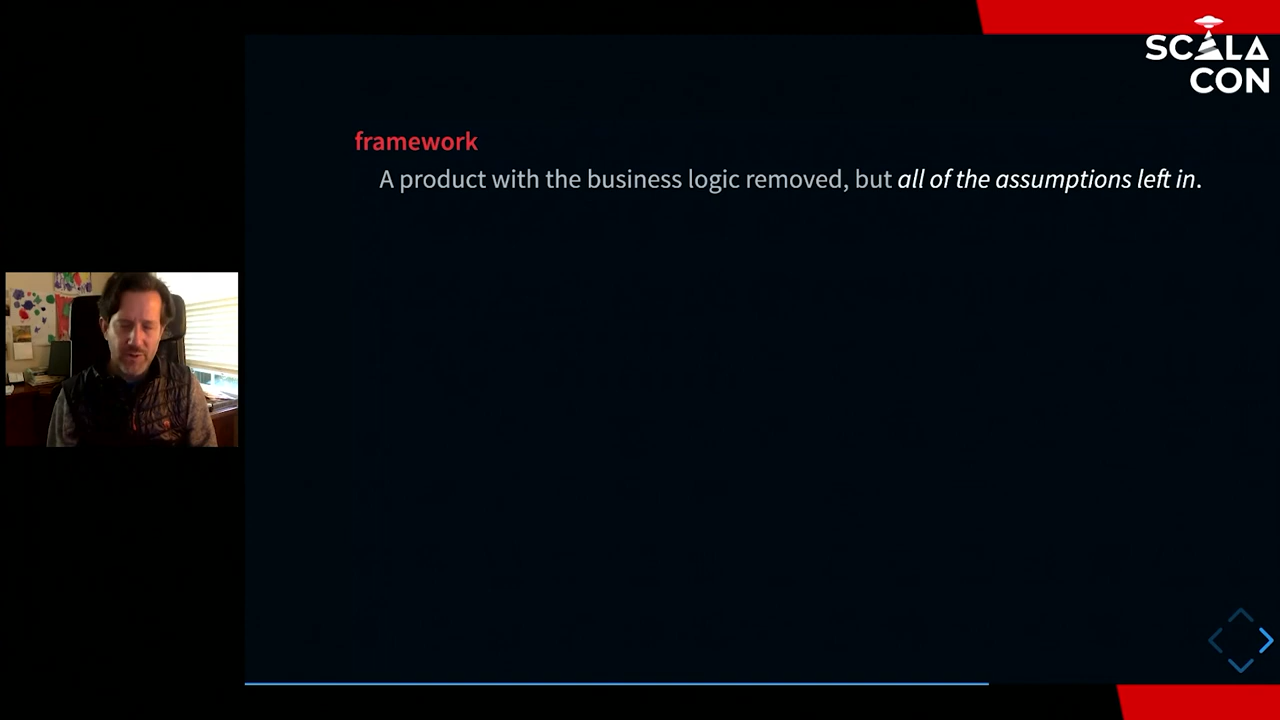 SCALA
CON
framework
A product with the business logic removed, but all of the assumptions left in.